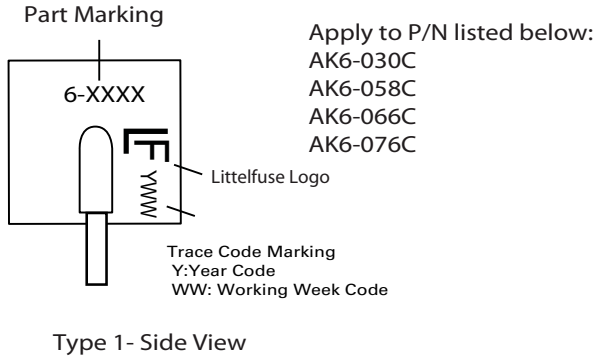 Part Marking
Apply to P/N listed below:
AK6-030C
AK6-058C
AK6-066C
AK6-076C
6-XXXX
LF
Littelfuse Logo
YWW
Trace Code Marking
Y:Year Code
WW: Working Week Code
Type 1- Side View